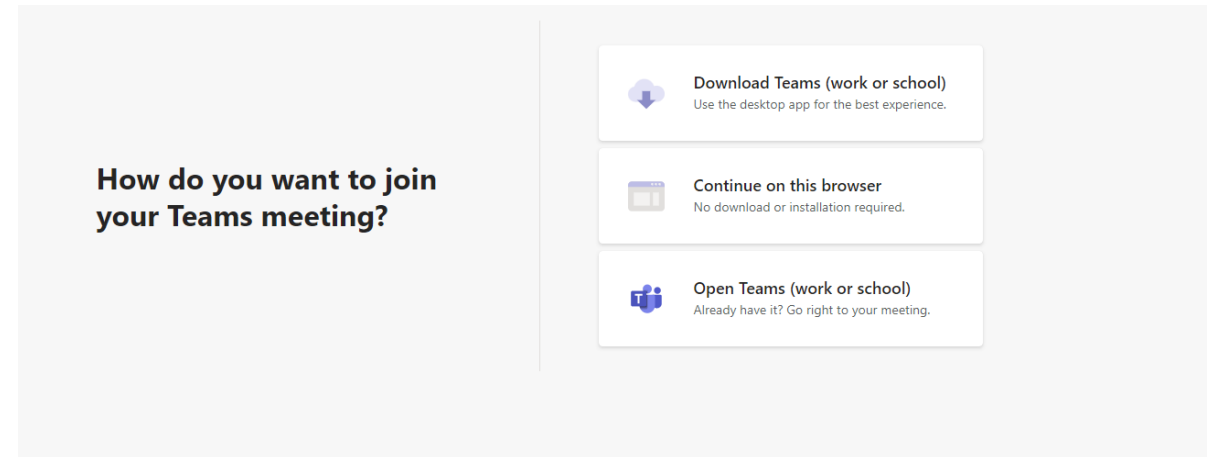 How do you want to join
your Teams meeting?
Download Teams (work or school)
Use the desktop app for the best experience.
Continue on this browser
No download or installation required.
T
Open Teams (work or school)
Already have it? Go right to your meeting.